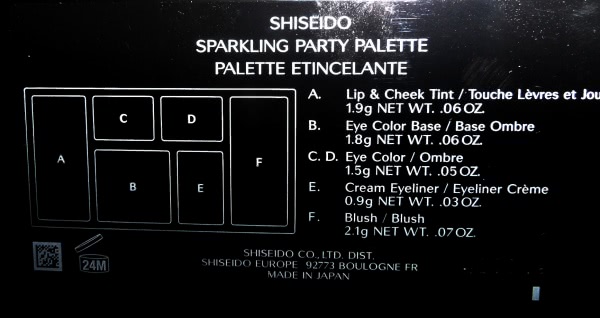 SHISEIDO
SPARKLING PARTY PALETTE
PALETTE ETINCELANTE
A. Lip & Cheek Tint / Touche Lèvres et Jou
1.9g NET WT. .06 OZ.
B. Eye Color Base / Base Ombre
1.8g NET WT. .06 OZ.
C. D. Eye Color / Ombre
1.5g NET WT. .05 OZ.
E. Cream Eyeliner / Eyeliner Crème
0.9g NET WT. .03 OZ.
F. Blush / Blush
2.1g NET WT. .07 OZ.
A
C
D
B
E
F
24M
SHISEIDO CO., LTD. DIST.
SHISEIDO EUROPE 92773 BOULOGNE FR
MADE IN JAPAN